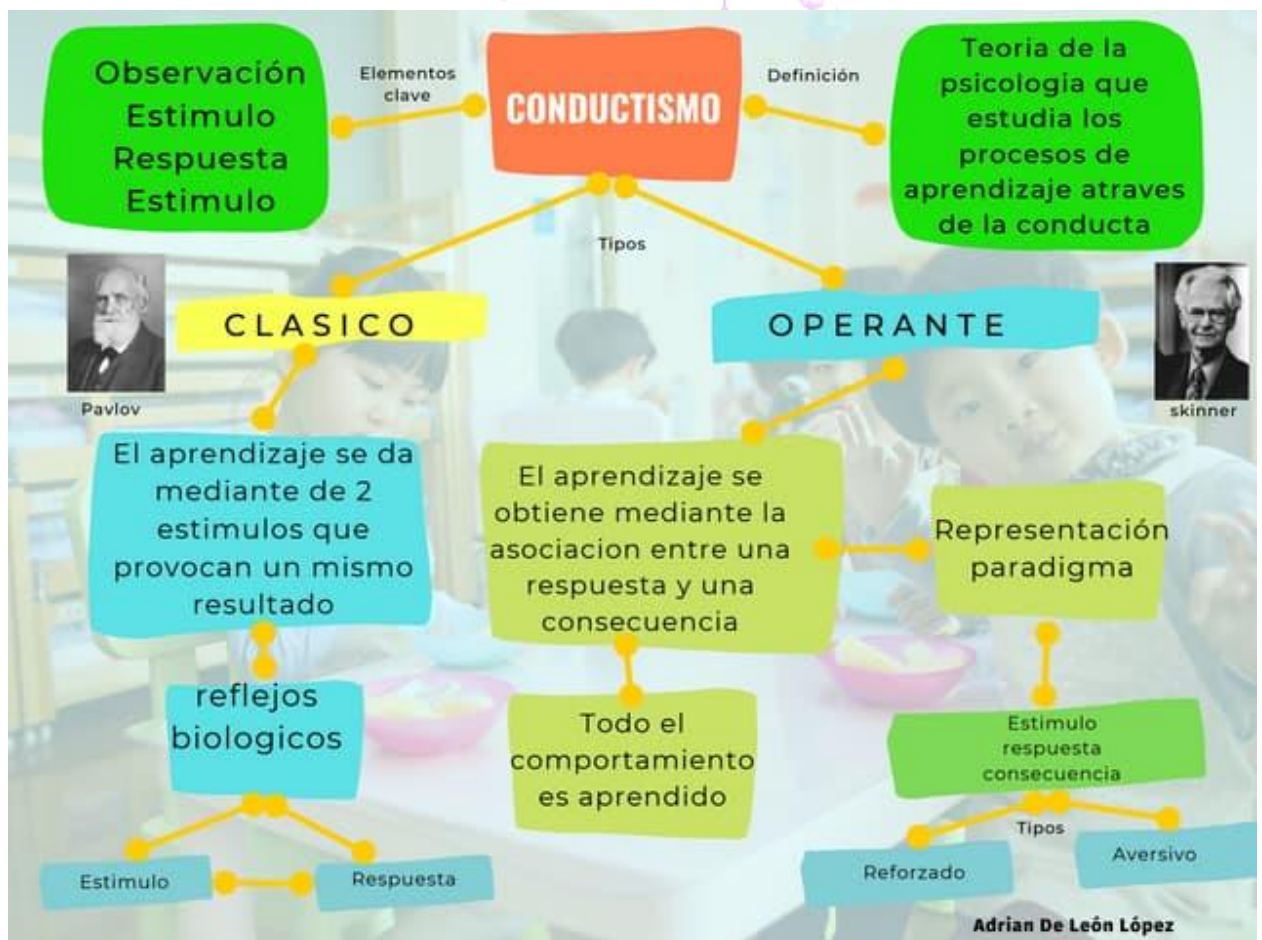 CONDUCTISMO
Elementos
clave
Observación
Estimulo
Respuesta
Estimulo
Definición
Teoria de la
psicologia que
estudia los
procesos de
aprendizaje atraves
de la conducta
Tipos
Pavlov
CLASICO
El aprendizaje se da
mediante de 2
estimulos que
provocan un mismo
resultado
reflejos
biologicos
Estimulo
Respuesta
OPERANTE
skinner
El aprendizaje se
obtiene mediante la
asociacion entre una
respuesta y una
consecuencia
Todo el
comportamiento
es aprendido
Representación
paradigma
Estimulo
respuesta
consecuencia
Tipos
Reforzado
Aversivo
Adrian De León López